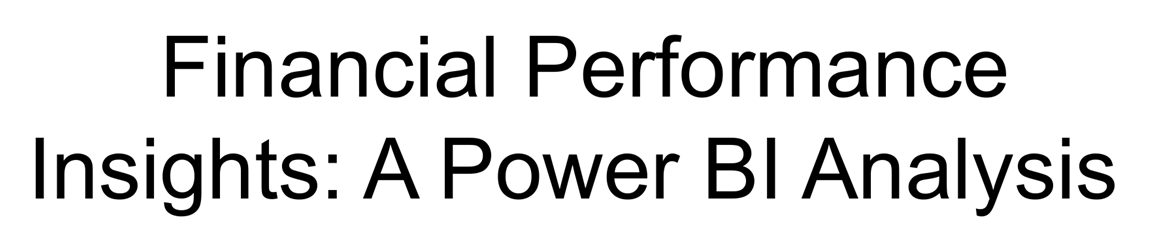 Financial Performance
Insights: A Power BI Analysis